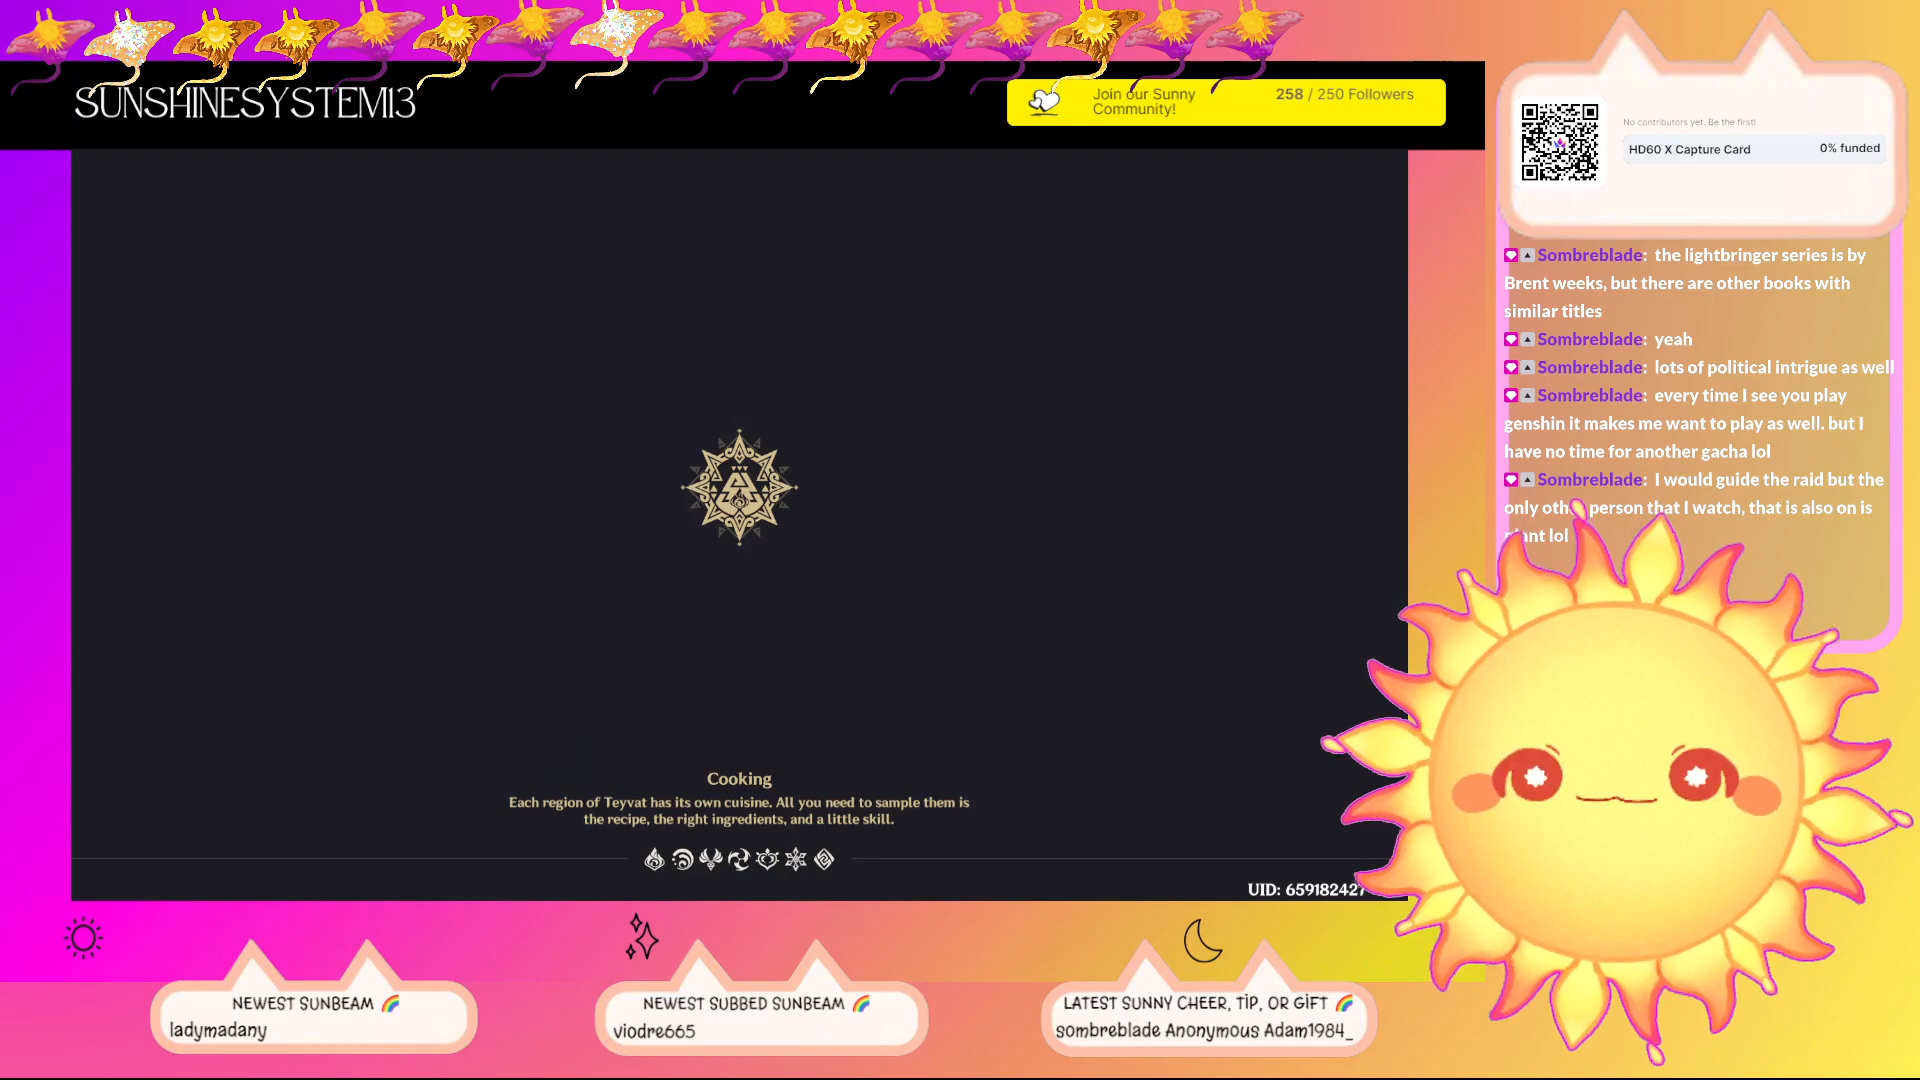 SUNSHINESYSTEM13
Join our Sunny
Community!
258 / 250 Followers
No contributors yet. Be the first!
HD60 X Capture Card
0% funded
Sombreblade: the lightbringer series is by
Brent weeks, but there are other books with
similar titles
Sombreblade: yeah
Sombreblade: lots of political intrigue as well
Sombreblade: every time I see you play
genshin it makes me want to play as well. but I
have no time for another gacha lol
Sombreblade: I would guide the raid but the
only person that I watch, that is also on is
lol
Cooking
Each region of Teyvat has its own cuisine. All you need to sample them is
the recipe, the right ingredients, and a little skill.
UID: 659182427
NEWEST SUNBEAM 🌈
ladymadany
NEWEST SUBBED SUNBEAM 🌈
viodre665
LATEST SUNNY CHEER, TIP, OR GIFT 🌈
sombreblade Anonymous Adam1984_